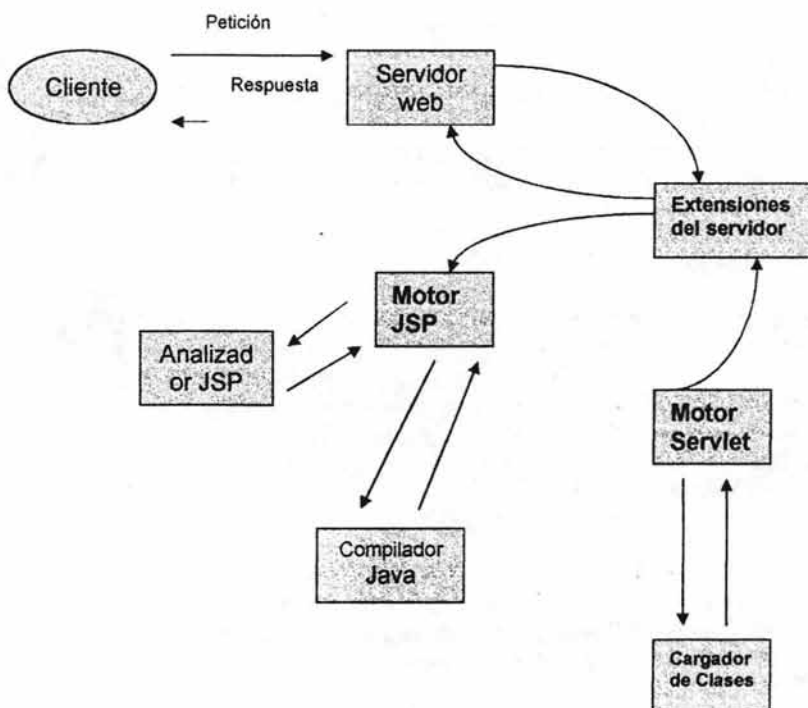 Petición
Cliente
Respuesta
Servidor
web
Extensiones
del servidor
Motor
JSP
Analizad
or JSP
Motor
Servlet
Compilador
Java
Cargador
de Clases